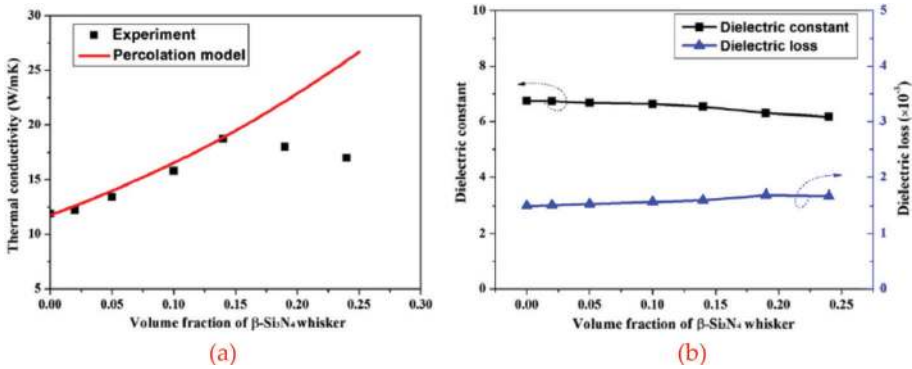 30
25
20
15
10
5
Thermal conductivity (W/mK)
Experiment
Percolation model
0.00 0.05 0.10 0.15 0.20 0.25 0.30
Volume fraction of β-Si₃N₄ whisker
(a)
10
8
6
4
2
0
Dielectric constant
Dielectric constant
Dielectric loss
5
4
3
2
1
0
Dielectric loss (×10⁻³)
0.00 0.05 0.10 0.15 0.20 0.25
Volume fraction of β-Si₃N₄ whisker
(b)